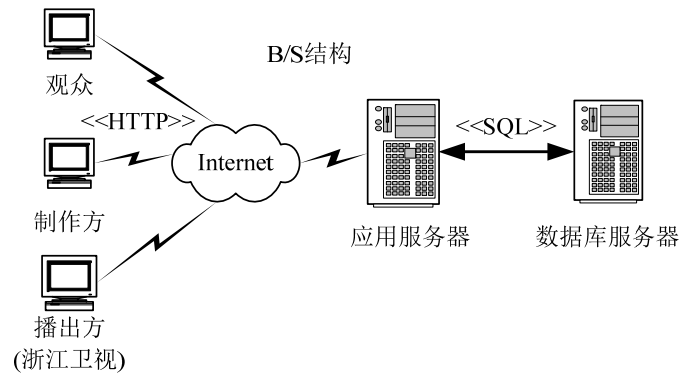 B/S结构
观众
<<HTTP>>
<<SQL>>
Internet
制作方
应用服务器
数据库服务器
播出方
(浙江卫视)